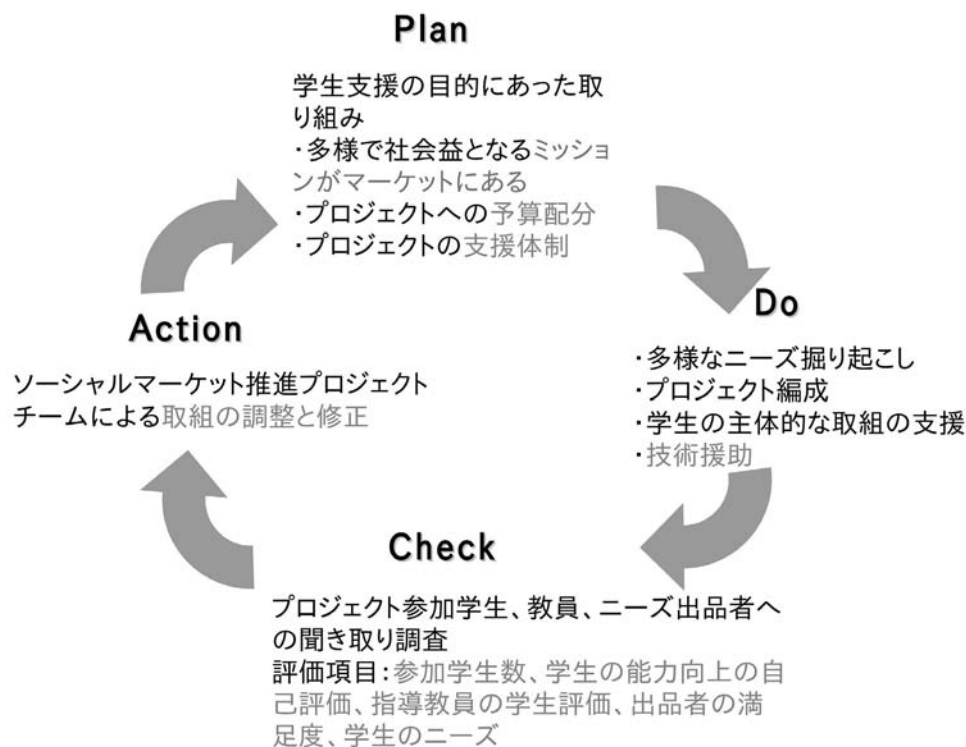 Plan
学生支援の目的にあった取
り組み
・多様で社会益となるミッショ
ンがマーケットにある
・プロジェクトへの予算配分
・プロジェクトの支援体制
Do
・多様なニーズ掘り起こし
・プロジェクト編成
・学生の主体的な取組の支援
・技術援助
Check
プロジェクト参加学生、教員、ニーズ出品者へ
の聞き取り調査
評価項目：参加学生数、学生の能力向上の自
己評価、指導教員の学生評価、出品者の満
足度、学生のニーズ
Action
ソーシャルマーケット推進プロジェクト
チームによる取組の調整と修正